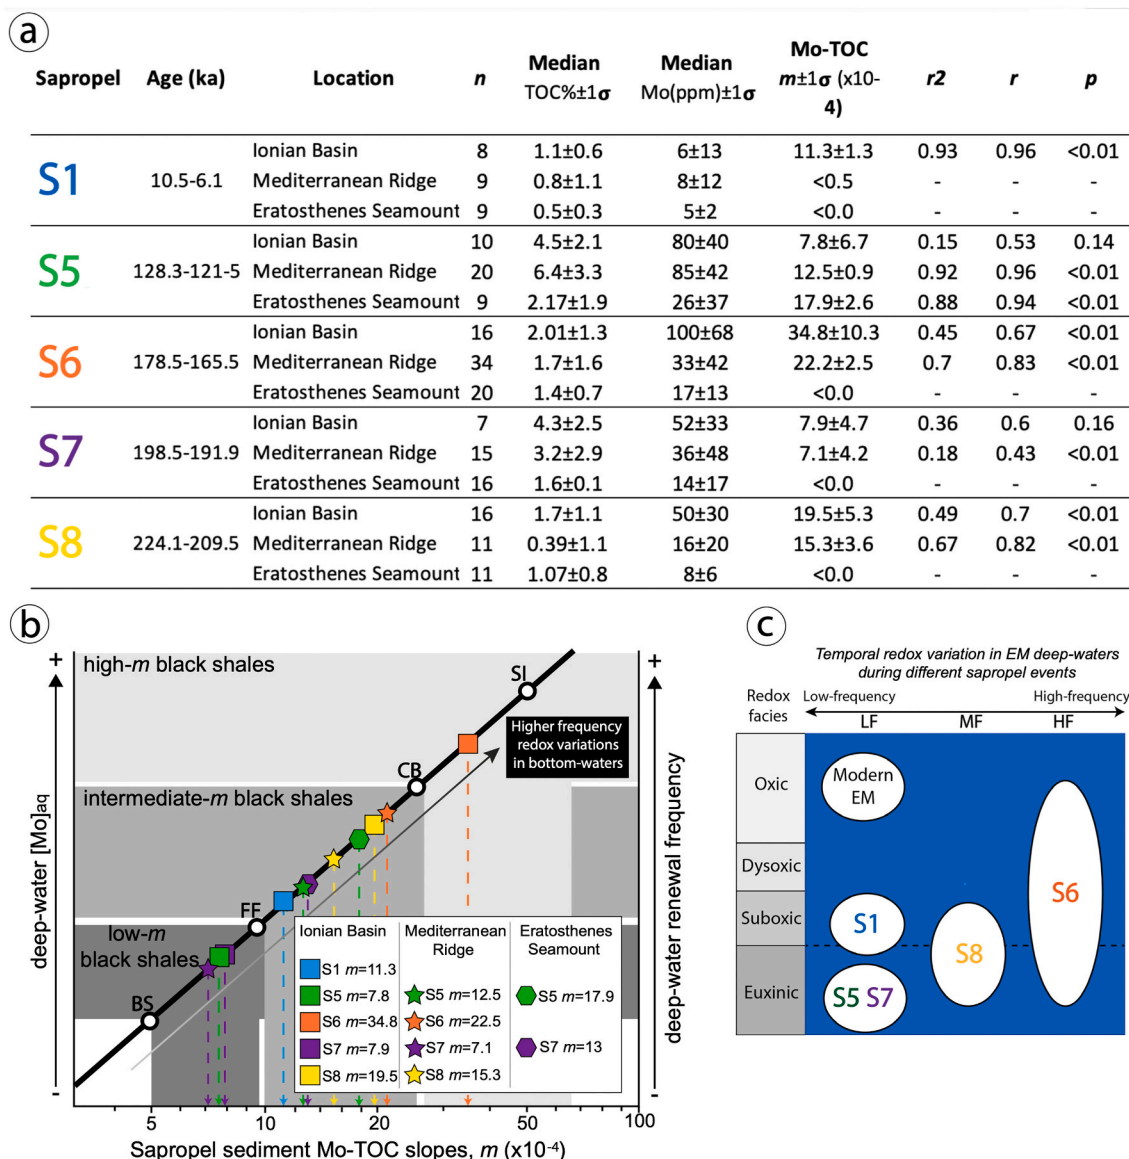 a
Sapropel Age (ka) Location n Median TOC%±1σ Median Mo(ppm)±1σ Mo-TOC m±1σ (x10-4) r2 r p
S1 10.5-6.1
Ionian Basin 8 1.1±0.6 6±13 11.3±1.3 0.93 0.96 <0.01
Mediterranean Ridge 9 0.8±1.1 8±12 <0.5 - - -
Eratosthenes Seamount 9 0.5±0.3 5±2 <0.0 - - -
S5 128.3-121-5
Ionian Basin 10 4.5±2.1 80±40 7.8±6.7 0.15 0.53 0.14
Mediterranean Ridge 20 6.4±3.3 85±42 12.5±0.9 0.92 0.96 <0.01
Eratosthenes Seamount 9 2.17±1.9 26±37 17.9±2.6 0.88 0.94 <0.01
S6 178.5-165.5
Ionian Basin 16 2.01±1.3 100±68 34.8±10.3 0.45 0.67 <0.01
Mediterranean Ridge 34 1.7±1.6 33±42 22.2±2.5 0.7 0.83 <0.01
Eratosthenes Seamount 20 1.4±0.7 17±13 <0.0 - - -
S7 198.5-191.9
Ionian Basin 7 4.3±2.5 52±33 7.9±4.7 0.36 0.6 0.16
Mediterranean Ridge 15 3.2±2.9 36±48 7.1±4.2 0.18 0.43 <0.01
Eratosthenes Seamount 16 1.6±0.1 14±17 <0.0 - - -
S8 224.1-209.5
Ionian Basin 16 1.7±1.1 50±30 19.5±5.3 0.49 0.7 <0.01
Mediterranean Ridge 11 0.39±1.1 16±20 15.3±3.6 0.67 0.82 <0.01
Eratosthenes Seamount 11 1.07±0.8 8±6 <0.0 - - -
b
+
deep-water [Mo]aq
-
high-m black shales
intermediate-m black shales
low-m
black shales
SI
CB
FF
BS
Higher frequency
redox variations
in bottom-waters
Ionian Basin
S1 m=11.3
S5 m=7.8
S6 m=34.8
S7 m=7.9
S8 m=19.5
Mediterranean
Ridge
S5 m=12.5
S6 m=22.5
S7 m=7.1
S8 m=15.3
Eratosthenes
Seamount
S5 m=17.9
S7 m=13
+
deep-water renewal frequency
-
5 10 20 50 100
Sapropel sediment Mo-TOC slopes, m (x10-4)
c
Temporal redox variation in EM deep-waters
during different sapropel events
Redox
facies
Low-frequency High-frequency
LF MF HF
Oxic
Dysoxic
Suboxic
Euxinic
Modern
EM
S1
S5 S7
S8
S6